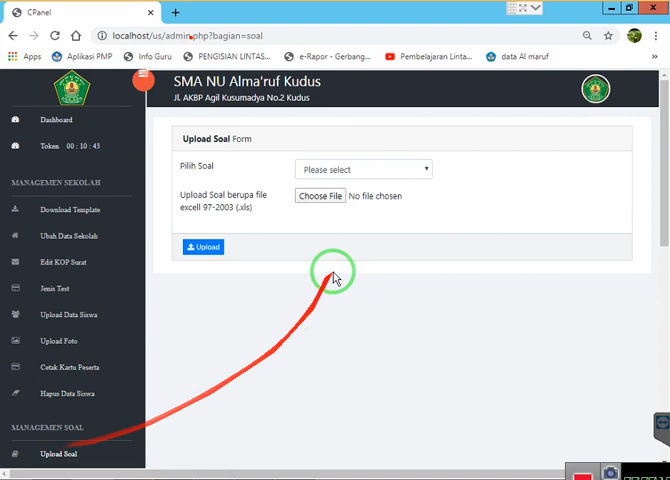 CPanel
localhost/us/admin.php?bagian=soal
Apps
Aplikasi PMP
Info Guru
PENGISIAN LINTAS...
e-Rapor - Gerbang...
Pembelajaran Lintas...
data Al maruf
SMA NU Alma'ruf Kudus
Jl. AKBP Agil Kusumadya No.2 Kudus
Dashboard
Token 00 : 10 : 43
MANAGEMEN SEKOLAH
Download Template
Ubah Data Sekolah
Edit KOP Surat
Jenis Test
Upload Data Siswa
Upload Foto
Cetak Kartu Peserta
Hapus Data Siswa
MANAGEMEN SOAL
Upload Soal
Upload Soal Form
Pilih Soal
Please select
Upload Soal berupa file
excell 97-2003 (.xls)
Choose File No file chosen
Upload